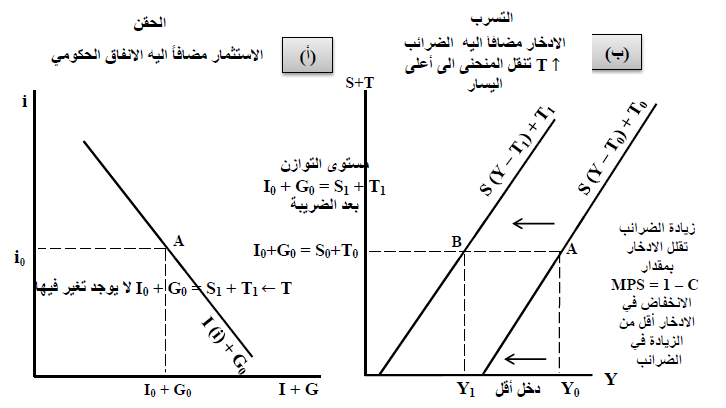 الحقن
الاستثمار مضافاً اليه الانفاق الحكومي
(أ)
التسرب
الادخار مضافا اليه الضرائب
T ↑ تنقل المنحنى الى أعلى
اليسار
(ب)
i
i₀
A
I (i) + G₀
I₀ + G₀
I + G
I₀ + G₀ = S₁ + T₁ ← T لا يوجد تغير فيها
مستوى التوازن
I₀ + G₀ = S₁ + T₁
بعد الضريبة
I₀+G₀ = S₀+T₀
S+T
S (Y – T₁) + T₁
S (Y – T₀) + T₀
B
A
Y₁
دخل أقل
Y₀
Y
زيادة الضرائب
تقلل الادخار
بمقدار
MPS = 1 – C
الانخفاض في
الادخار أقل من
الزيادة في
الضرائب